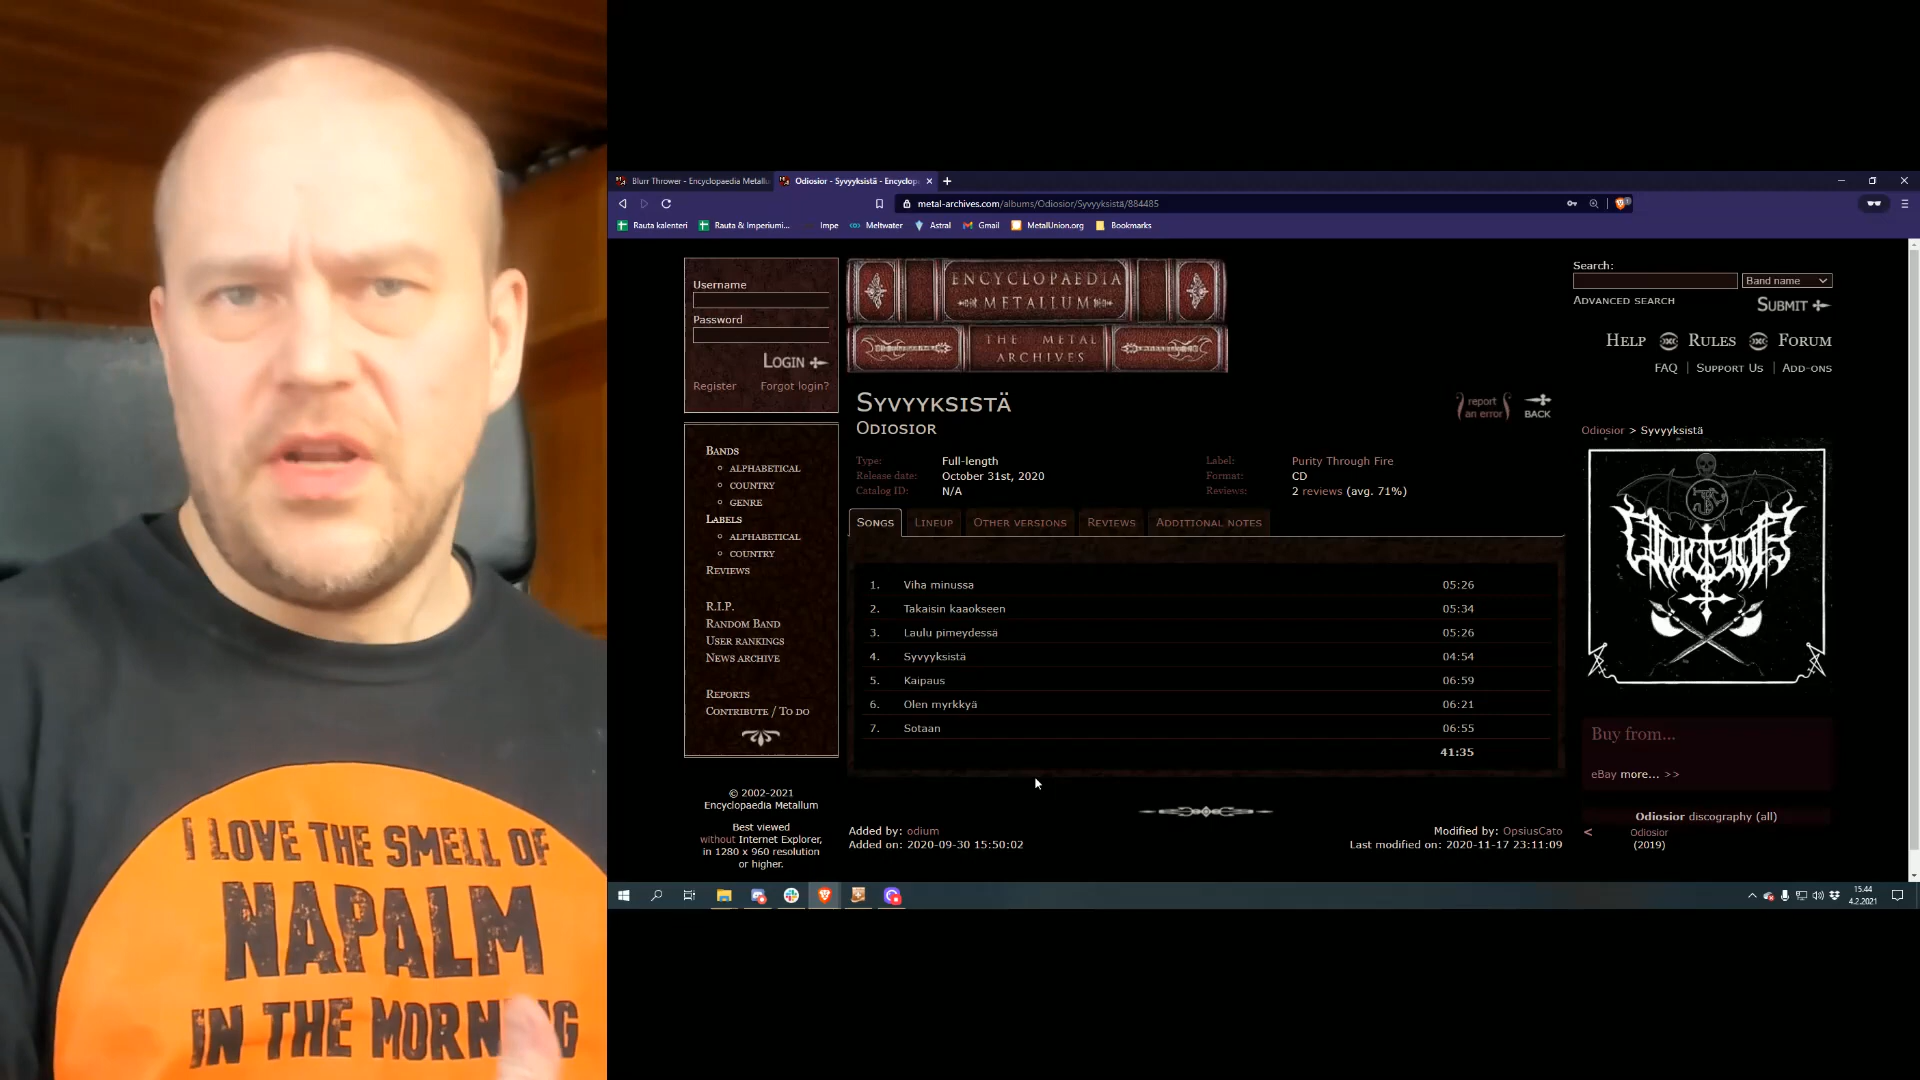 I LOVE THE SMELL OF
NAPALM
IN THE MORNING
Blurr Thrower - Encyclopaedia Metallu
Odiosior - Syvyyksistä - Encyclop
metal-archives.com/albums/Odiosior/Syvyyksistä/884485
Rauta kalenteri
Rauta & Imperiumi...
Impe
Meltwater
Astral
Gmail
MetalUnion.org
Bookmarks
Username
Password
LOGIN
Register
Forgot login?
ENCYCLOPAEDIA
METALLUM
THE METAL
ARCHIVES
Search:
Band name
ADVANCED SEARCH
SUBMIT
HELP
RULES
FORUM
FAQ | SUPPORT US | ADD-ONS
SYVYYKSISTÄ
ODIOSIOR
report
an error
BACK
Type: Full-length
Release date: October 31st, 2020
Catalog ID: N/A
Label: Purity Through Fire
Format: CD
Reviews: 2 reviews (avg. 71%)
SONGS
LINEUP
OTHER VERSIONS
REVIEWS
ADDITIONAL NOTES
1. Viha minussa 05:26
2. Takaisin kaaokseen 05:34
3. Laulu pimeydessä 05:26
4. Syvyyksistä 04:54
5. Kaipaus 06:59
6. Olen myrkkyä 06:21
7. Sotaan 06:55
41:35
BANDS
ALPHABETICAL
COUNTRY
GENRE
LABELS
ALPHABETICAL
COUNTRY
REVIEWS
R.I.P.
RANDOM BAND
USER RANKINGS
NEWS ARCHIVE
REPORTS
CONTRIBUTE / TO DO
© 2002-2021
Encyclopaedia Metallum
Best viewed
without Internet Explorer,
in 1280 x 960 resolution
or higher.
Added by: odium
Added on: 2020-09-30 15:50:02
Modified by: OpsiusCato
Last modified on: 2020-11-17 23:11:09
Odiosior > Syvyyksistä
ODIOSIOR
Buy from...
eBay more... >>
Odiosior discography (all)
<
Odiosior
(2019)
15.44
4.2.2021